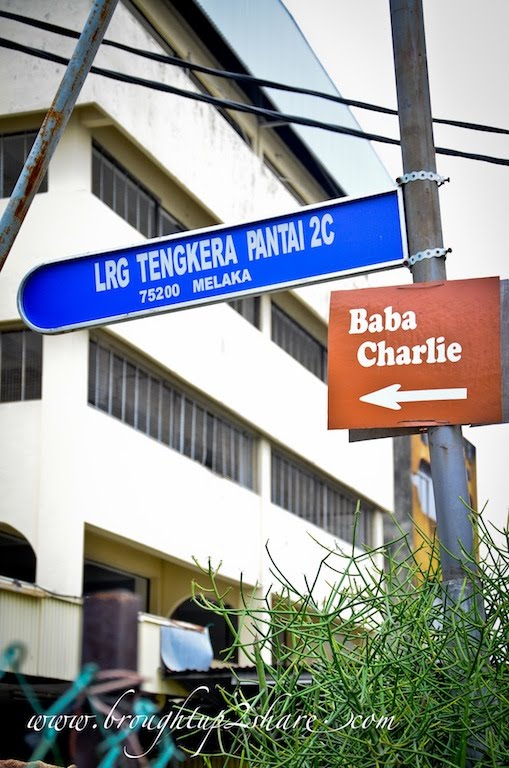 LRG TENGKERA PANTAI 2C
75200 MELAKA
Baba
Charlie
www.broughtup2share.com